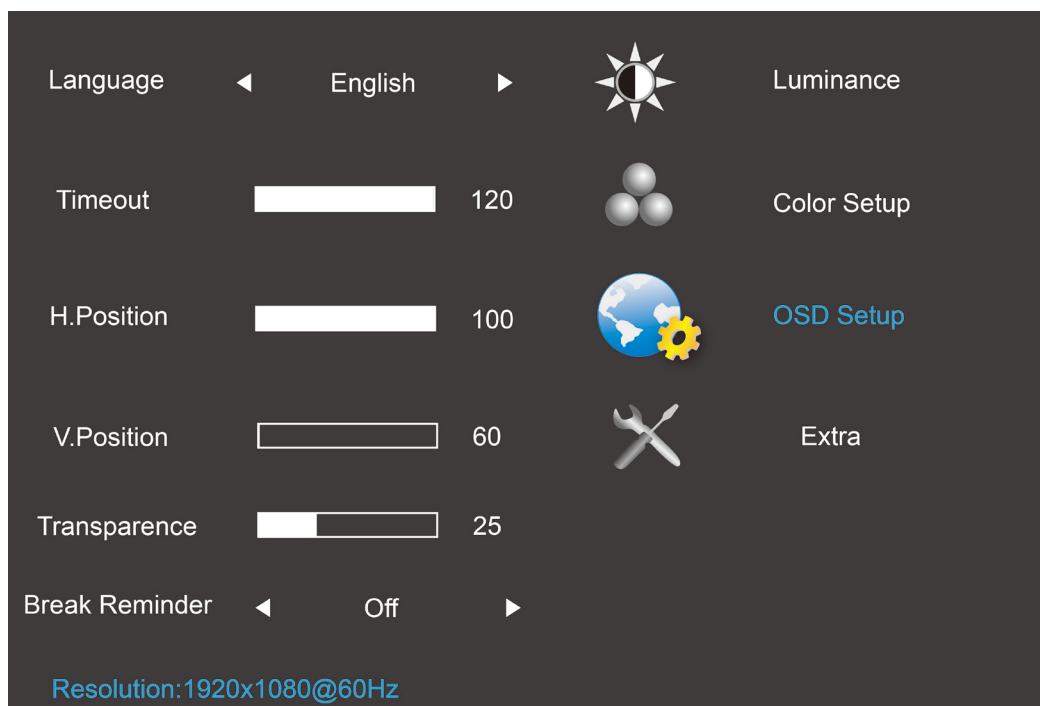 Language English Luminance
Timeout 120 Color Setup
H.Position 100 OSD Setup
V.Position 60 Extra
Transparence 25
Break Reminder Off
Resolution:1920x1080@60Hz